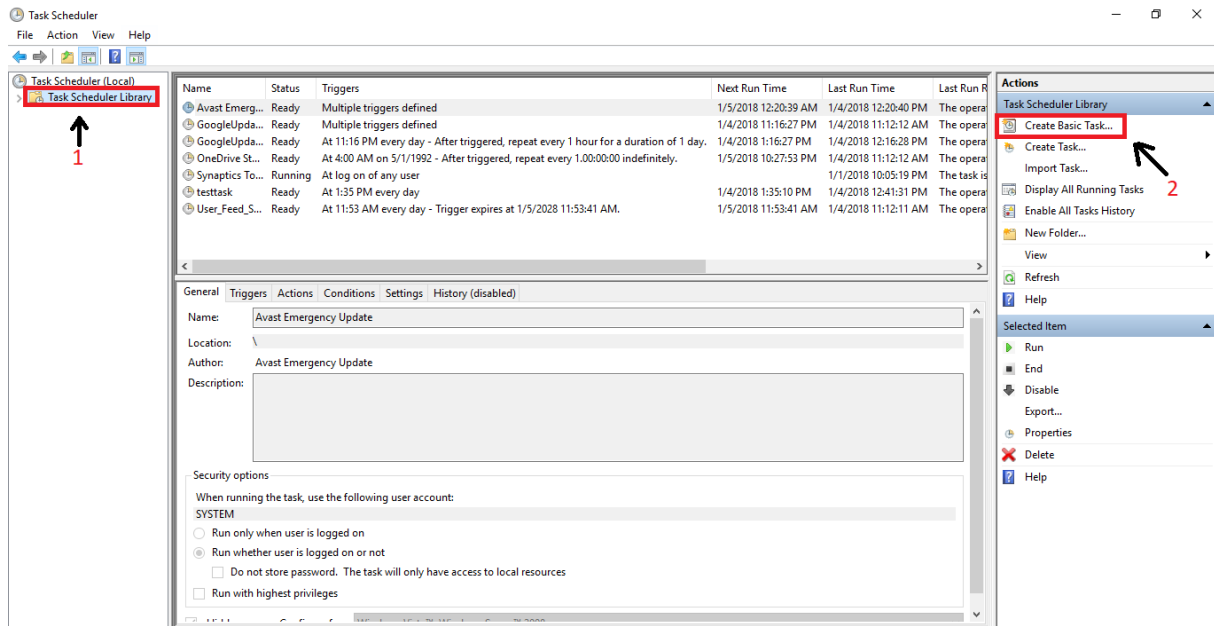 Task Scheduler
File Action View Help
Task Scheduler (Local)
Task Scheduler Library
1
Name Status Triggers Next Run Time Last Run Time Last Run R
Avast Emerg... Ready Multiple triggers defined 1/5/2018 12:20:39 AM 1/4/2018 12:20:40 PM The opera
GoogleUpda... Ready Multiple triggers defined 1/4/2018 11:16:27 PM 1/4/2018 11:12:12 AM The opera
GoogleUpda... Ready At 11:16 PM every day - After triggered, repeat every 1 hour for a duration of 1 day. 1/4/2018 1:16:27 PM 1/4/2018 12:16:28 PM The opera
OneDrive St... Ready At 4:00 AM on 5/1/1992 - After triggered, repeat every 1.00:00:00 indefinitely. 1/5/2018 10:27:53 PM 1/4/2018 11:12:12 AM The opera
Synaptics To... Running At log on of any user 1/1/2018 10:05:19 PM The task is
testtask Ready At 1:35 PM every day 1/4/2018 1:35:10 PM 1/4/2018 12:41:31 PM The opera
User_Feed_S... Ready At 11:53 AM every day - Trigger expires at 1/5/2028 11:53:41 AM. 1/5/2018 11:53:41 AM 1/4/2018 11:12:11 AM The opera
General Triggers Actions Conditions Settings History (disabled)
Name: Avast Emergency Update
Location: \
Author: Avast Emergency Update
Description:
Security options
When running the task, use the following user account:
SYSTEM
Run only when user is logged on
Run whether user is logged on or not
Do not store password. The task will only have access to local resources
Run with highest privileges
Actions
Task Scheduler Library
Create Basic Task...
Create Task...
Import Task...
2
Display All Running Tasks
Enable All Tasks History
New Folder...
View
Refresh
Help
Selected Item
Run
End
Disable
Export...
Properties
Delete
Help